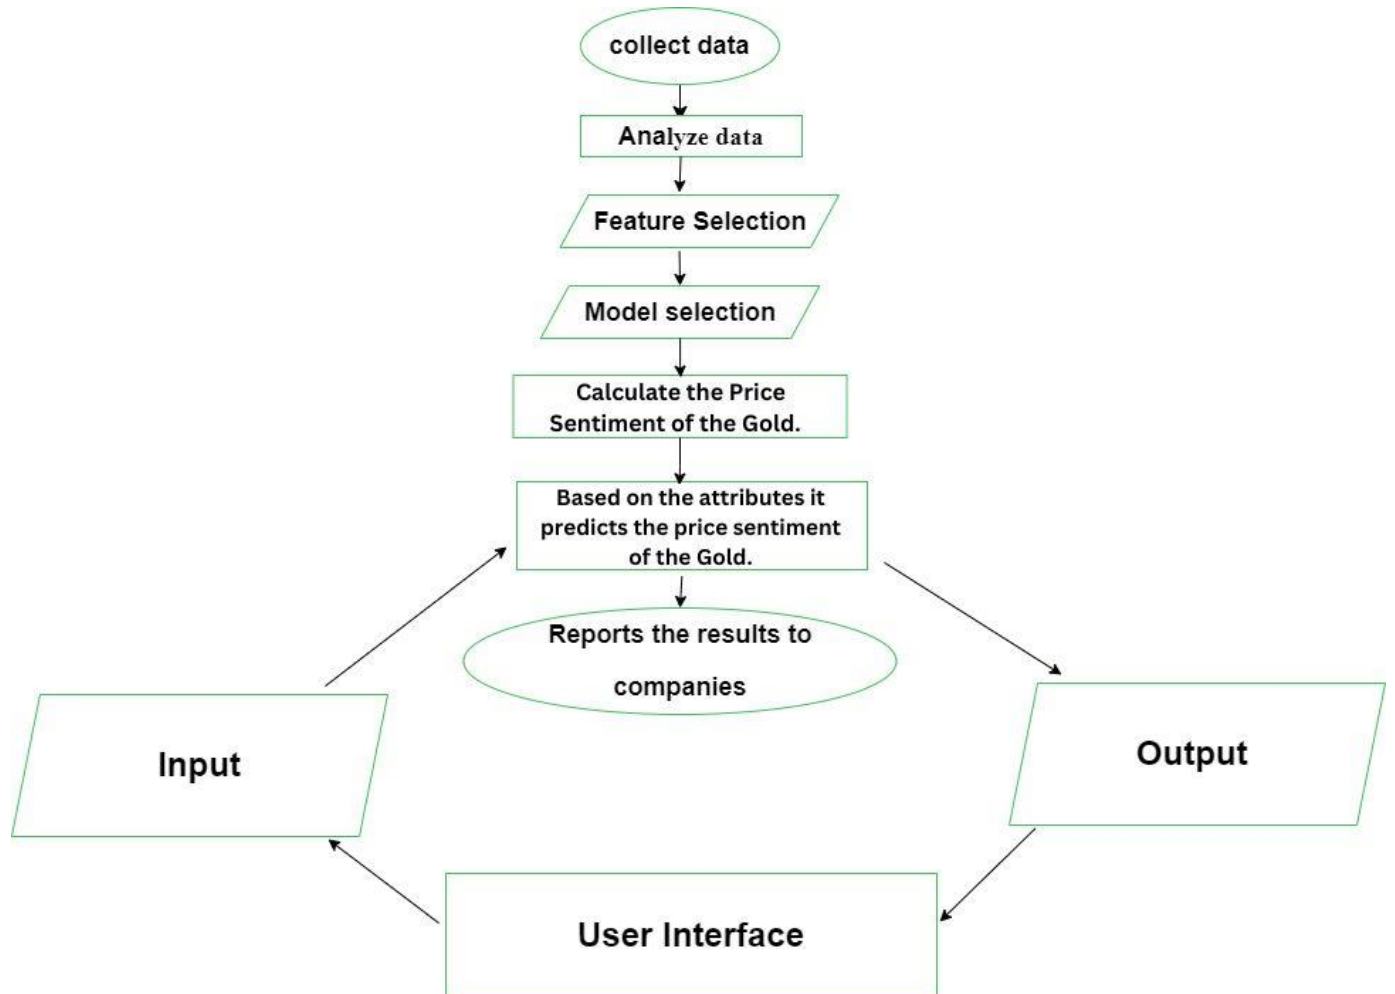 collect data
Analyze data
Feature Selection
Model selection
Calculate the Price
Sentiment of the Gold.
Based on the attributes it
predicts the price sentiment
of the Gold.
Reports the results to
companies
Input
Output
User Interface